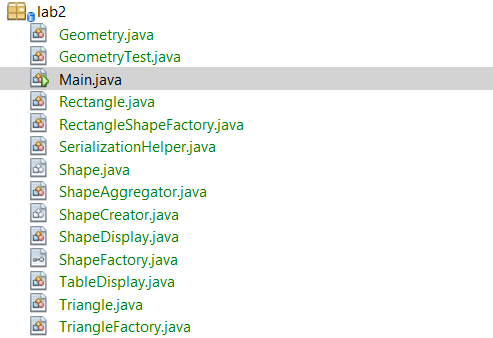 lab2
Geometry.java
GeometryTest.java
Main.java
Rectangle.java
RectangleShapeFactory.java
SerializationHelper.java
Shape.java
ShapeAggregator.java
ShapeCreator.java
ShapeDisplay.java
ShapeFactory.java
TableDisplay.java
Triangle.java
TriangleFactory.java